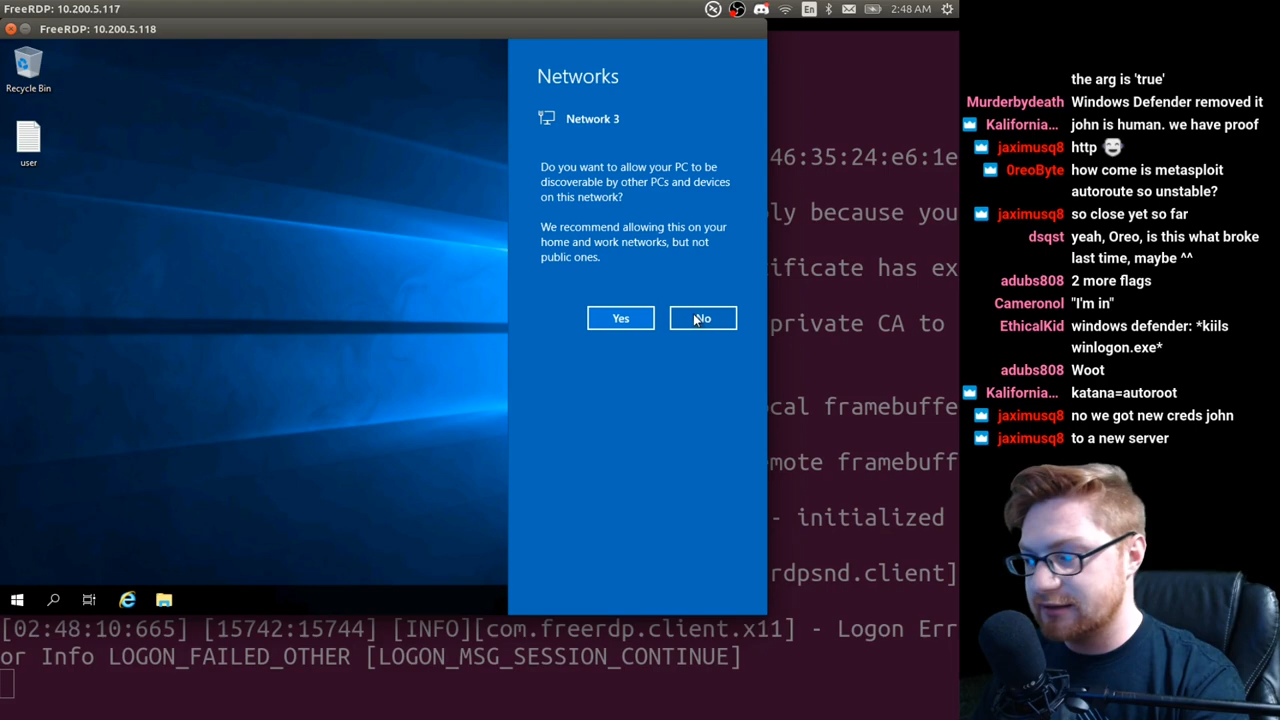 FreeRDP: 10.200.5.117
En
2:48 AM
FreeRDP: 10.200.5.118
Recycle Bin
user
Networks
Network 3
Do you want to allow your PC to be
discoverable by other PCs and devices
on this network?
We recommend allowing this on your
home and work networks, but not
public ones.
Yes
No
46:35:24:e6:1e
ly because you
ificate has ex
private CA to
cal framebuffe
mote framebuff
- initialized
rdpsnd.client]
[02:48:10:665] [15742:15744] [INFO][com.freerdp.client.x11] - Logon Err
or Info LOGON_FAILED_OTHER [LOGON_MSG_SESSION_CONTINUE]
the arg is 'true'
Murderbydeath Windows Defender removed it
Kalifornia... john is human. we have proof
jaximusq8 http
0reoByte how come is metasploit
autoroute so unstable?
jaximusq8 so close yet so far
dsqst yeah, Oreo, is this what broke
last time, maybe ^^
adubs808 2 more flags
Cameronol "I'm in"
EthicalKid windows defender: *kiils
winlogon.exe*
adubs808 Woot
Kalifornia... katana=autoroot
jaximusq8 no we got new creds john
jaximusq8 to a new server